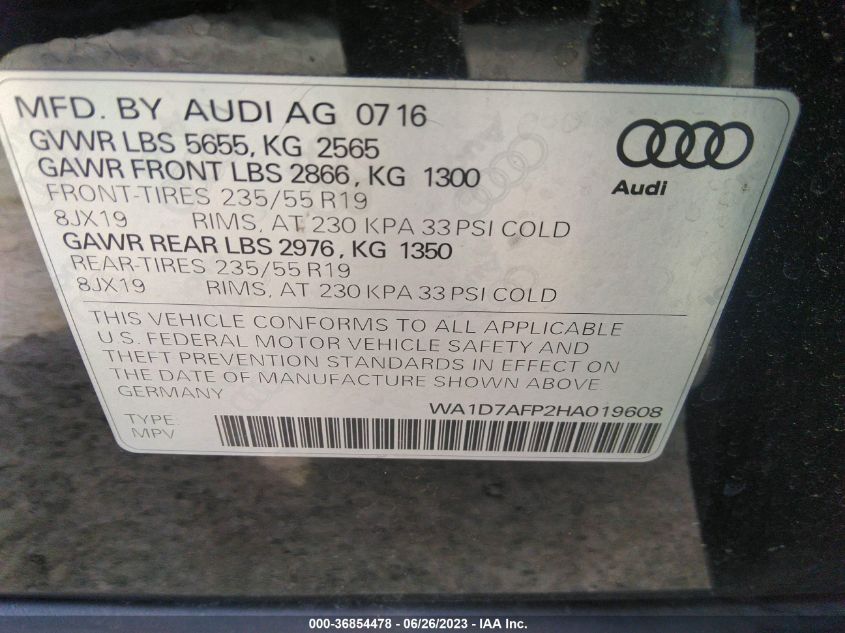 MFD. BY AUDI AG 0716
GVWR LBS 5655, KG 2565
GAWR FRONT LBS 2866, KG 1300
FRONT-TIRES 235/55 R19
8JX19 RIMS, AT 230 KPA 33 PSI COLD
GAWR REAR LBS 2976, KG 1350
REAR-TIRES 235/55 R19
8JX19 RIMS, AT 230 KPA 33 PSI COLD
Audi
THIS VEHICLE CONFORMS TO ALL APPLICABLE
U.S. FEDERAL MOTOR VEHICLE SAFETY AND
THEFT PREVENTION STANDARDS IN EFFECT ON
THE DATE OF MANUFACTURE SHOWN ABOVE
GERMANY
WA1D7AFP2HA019608
TYPE:
MPV
000-36854478 - 06/26/2023 - IAA Inc.